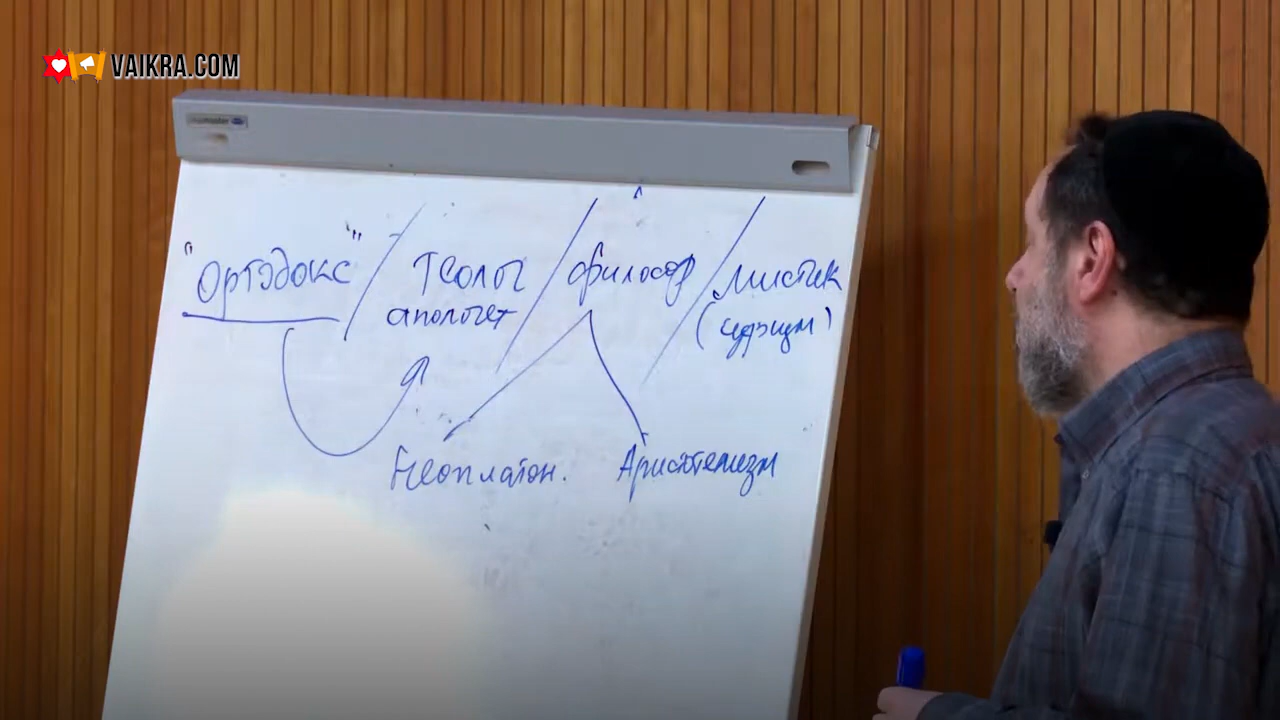 VAIKRA.COM
"ортодокс" / теолог / философ / мистик
апологет (суфизм)
Неоплатон. Аристотелизм